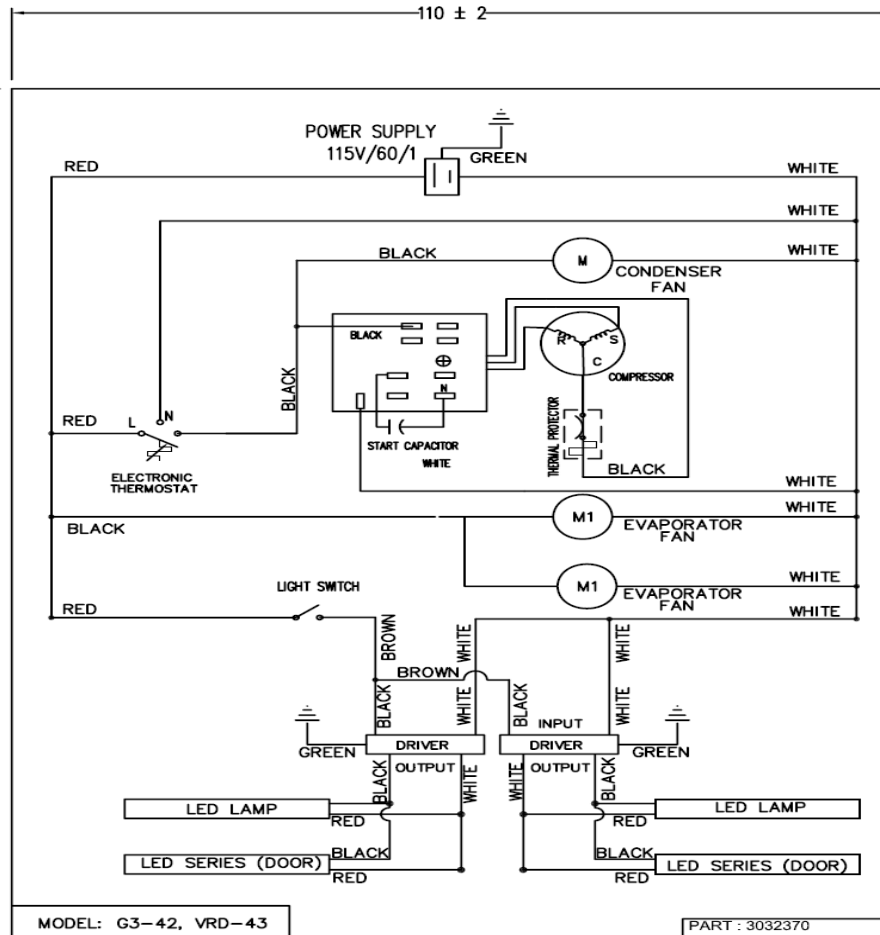 110 ± 2
POWER SUPPLY
115V/60/1
GREEN
RED
WHITE
WHITE
BLACK
M
WHITE
CONDENSER
FAN
BLACK
R
S
C
COMPRESSOR
N
BLACK
START CAPACITOR
WHITE
THERMAL PROTECTOR
BLACK
RED
L
N
ELECTRONIC
THERMOSTAT
WHITE
BLACK
M1
EVAPORATOR
FAN
WHITE
M1
EVAPORATOR
FAN
WHITE
LIGHT SWITCH
RED
WHITE
BROWN
WHITE
WHITE
BROWN
BLACK
WHITE
BLACK
INPUT
WHITE
GREEN
DRIVER
DRIVER
GREEN
OUTPUT
OUTPUT
BLACK
WHITE
WHITE
BLACK
LED LAMP
RED
LED LAMP
RED
LED SERIES (DOOR)
BLACK
RED
BLACK
RED
LED SERIES (DOOR)
MODEL: G3-42, VRD-43
PART : 3032370